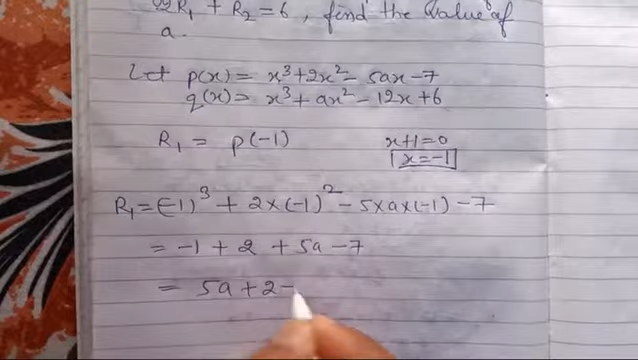 2R₁ + R₂ = 6, find the value of
a.
Let p(x) = x³+2x²-5ax-7
q(x) = x³+ax²-12x+6
R₁ = p(-1) x+1=0
x=-1
R₁ = (-1)³ + 2×(-1)² - 5×a×(-1) - 7
= -1 + 2 + 5a - 7
= 5a + 2 -